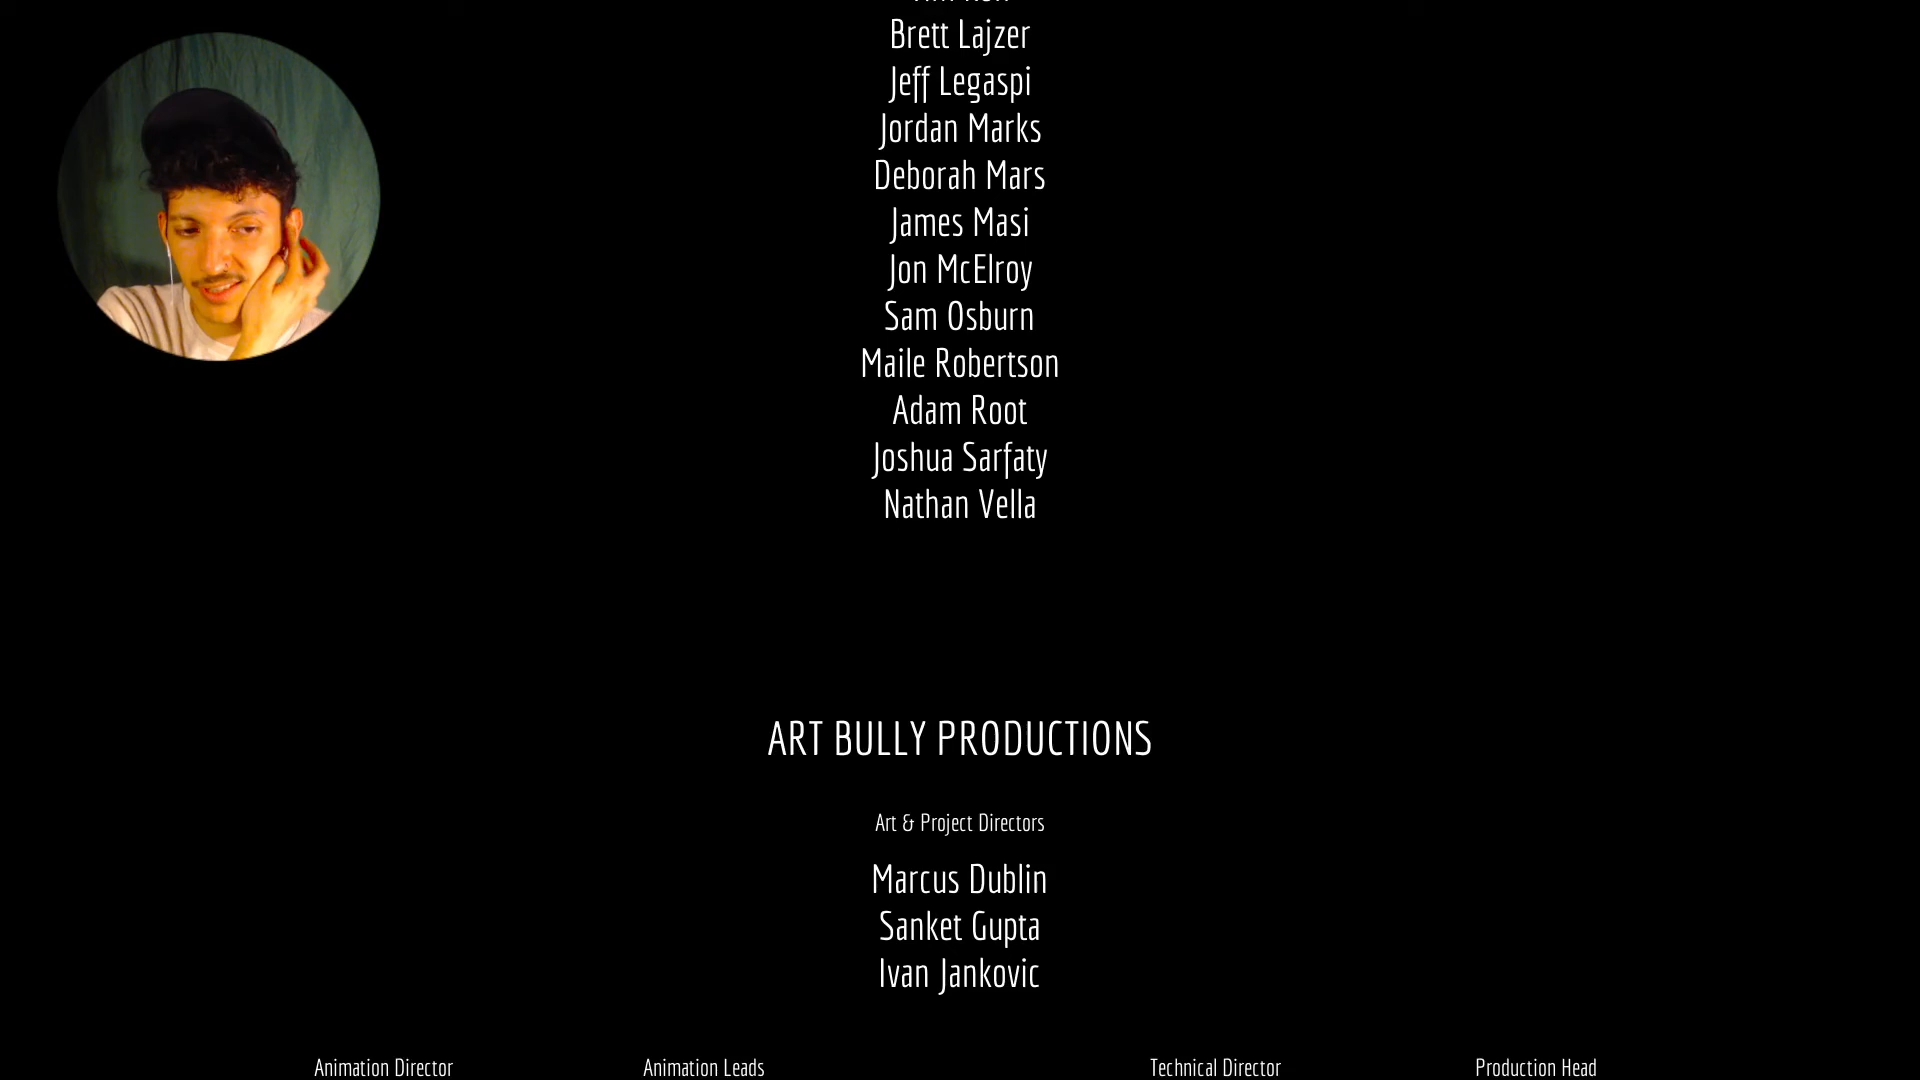 Brett Lajzer
Jeff Legaspi
Jordan Marks
Deborah Mars
James Masi
Jon McElroy
Sam Osburn
Maile Robertson
Adam Root
Joshua Sarfaty
Nathan Vella
ART BULLY PRODUCTIONS
Art & Project Directors
Marcus Dublin
Sanket Gupta
Ivan Jankovic
Animation Director Animation Leads Technical Director Production Head